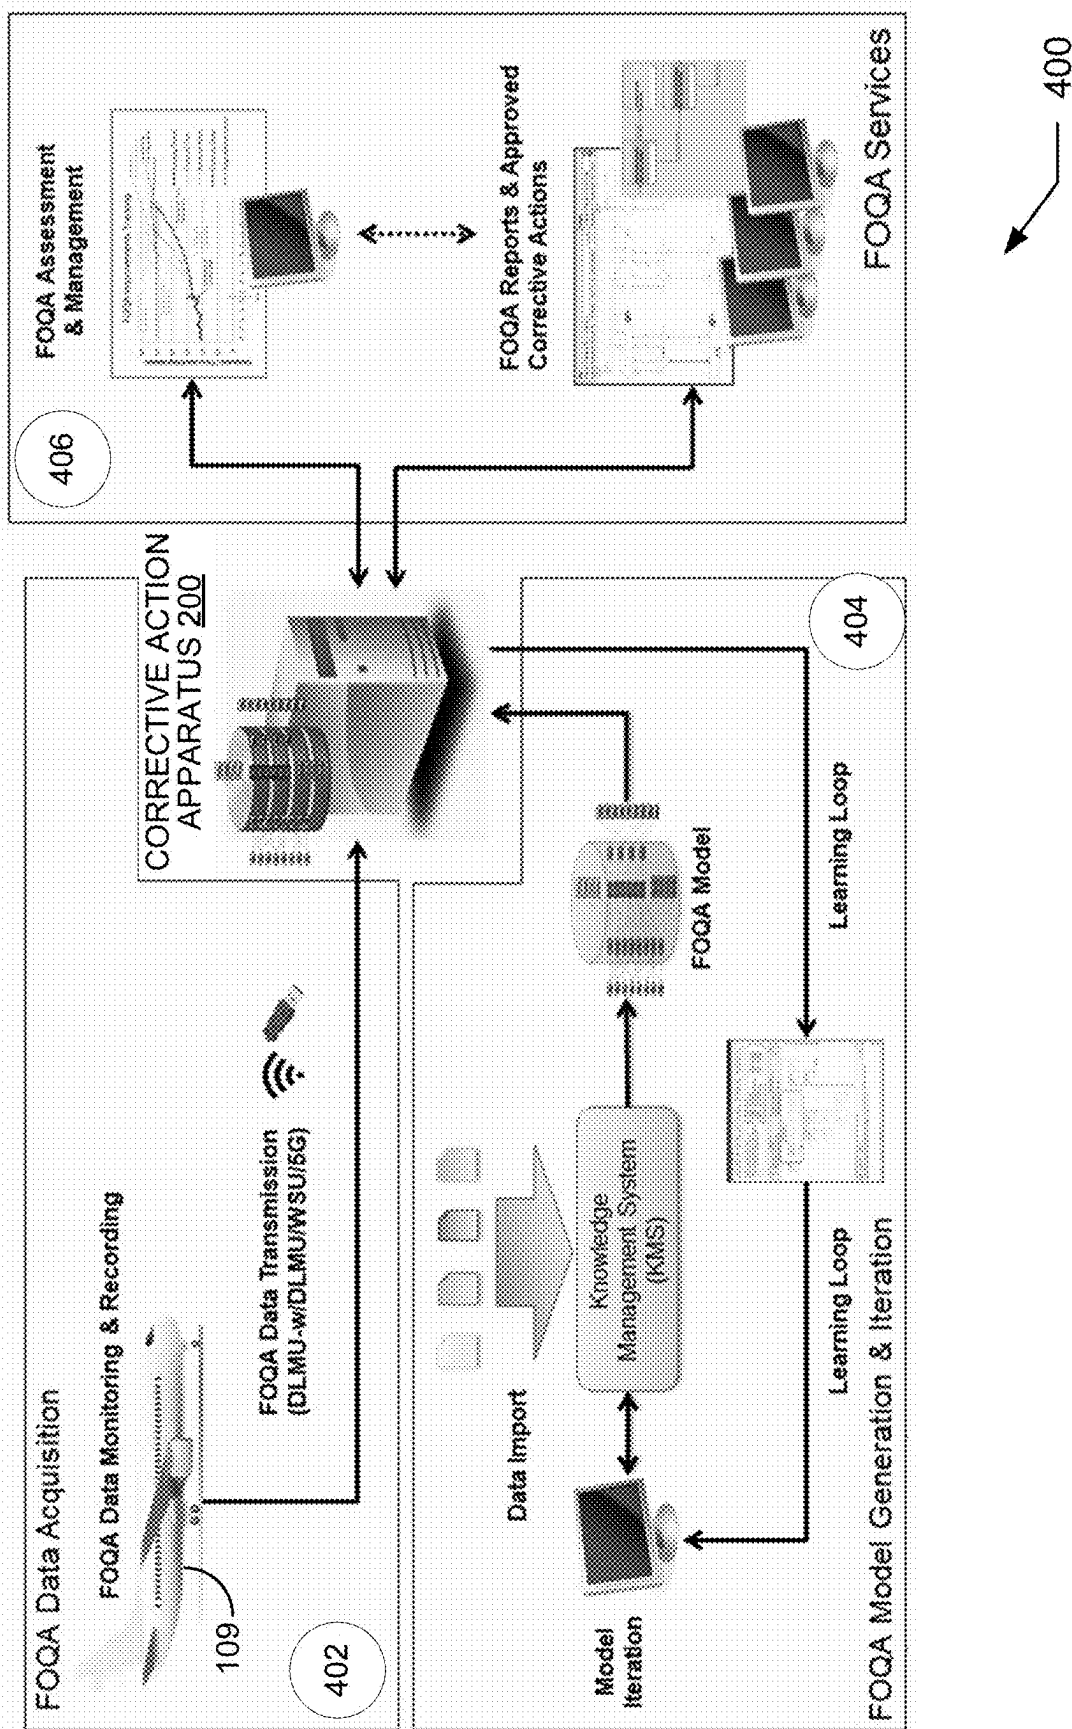 FOQA Data Acquisition
FOQA Data Monitoring & Recording
109
402
FOQA Data Transmission
(DLMU-w/DLMU/WSU/5G)
CORRECTIVE ACTION
APPARATUS 200
406
FOQA Assessment
& Management
FOQA Reports & Approved
Corrective Actions
FOQA Services
Data Import
Model
Iteration
Knowledge
Management System
(KMS)
FOQA Model
Learning Loop
Learning Loop
404
FOQA Model Generation & Iteration
400